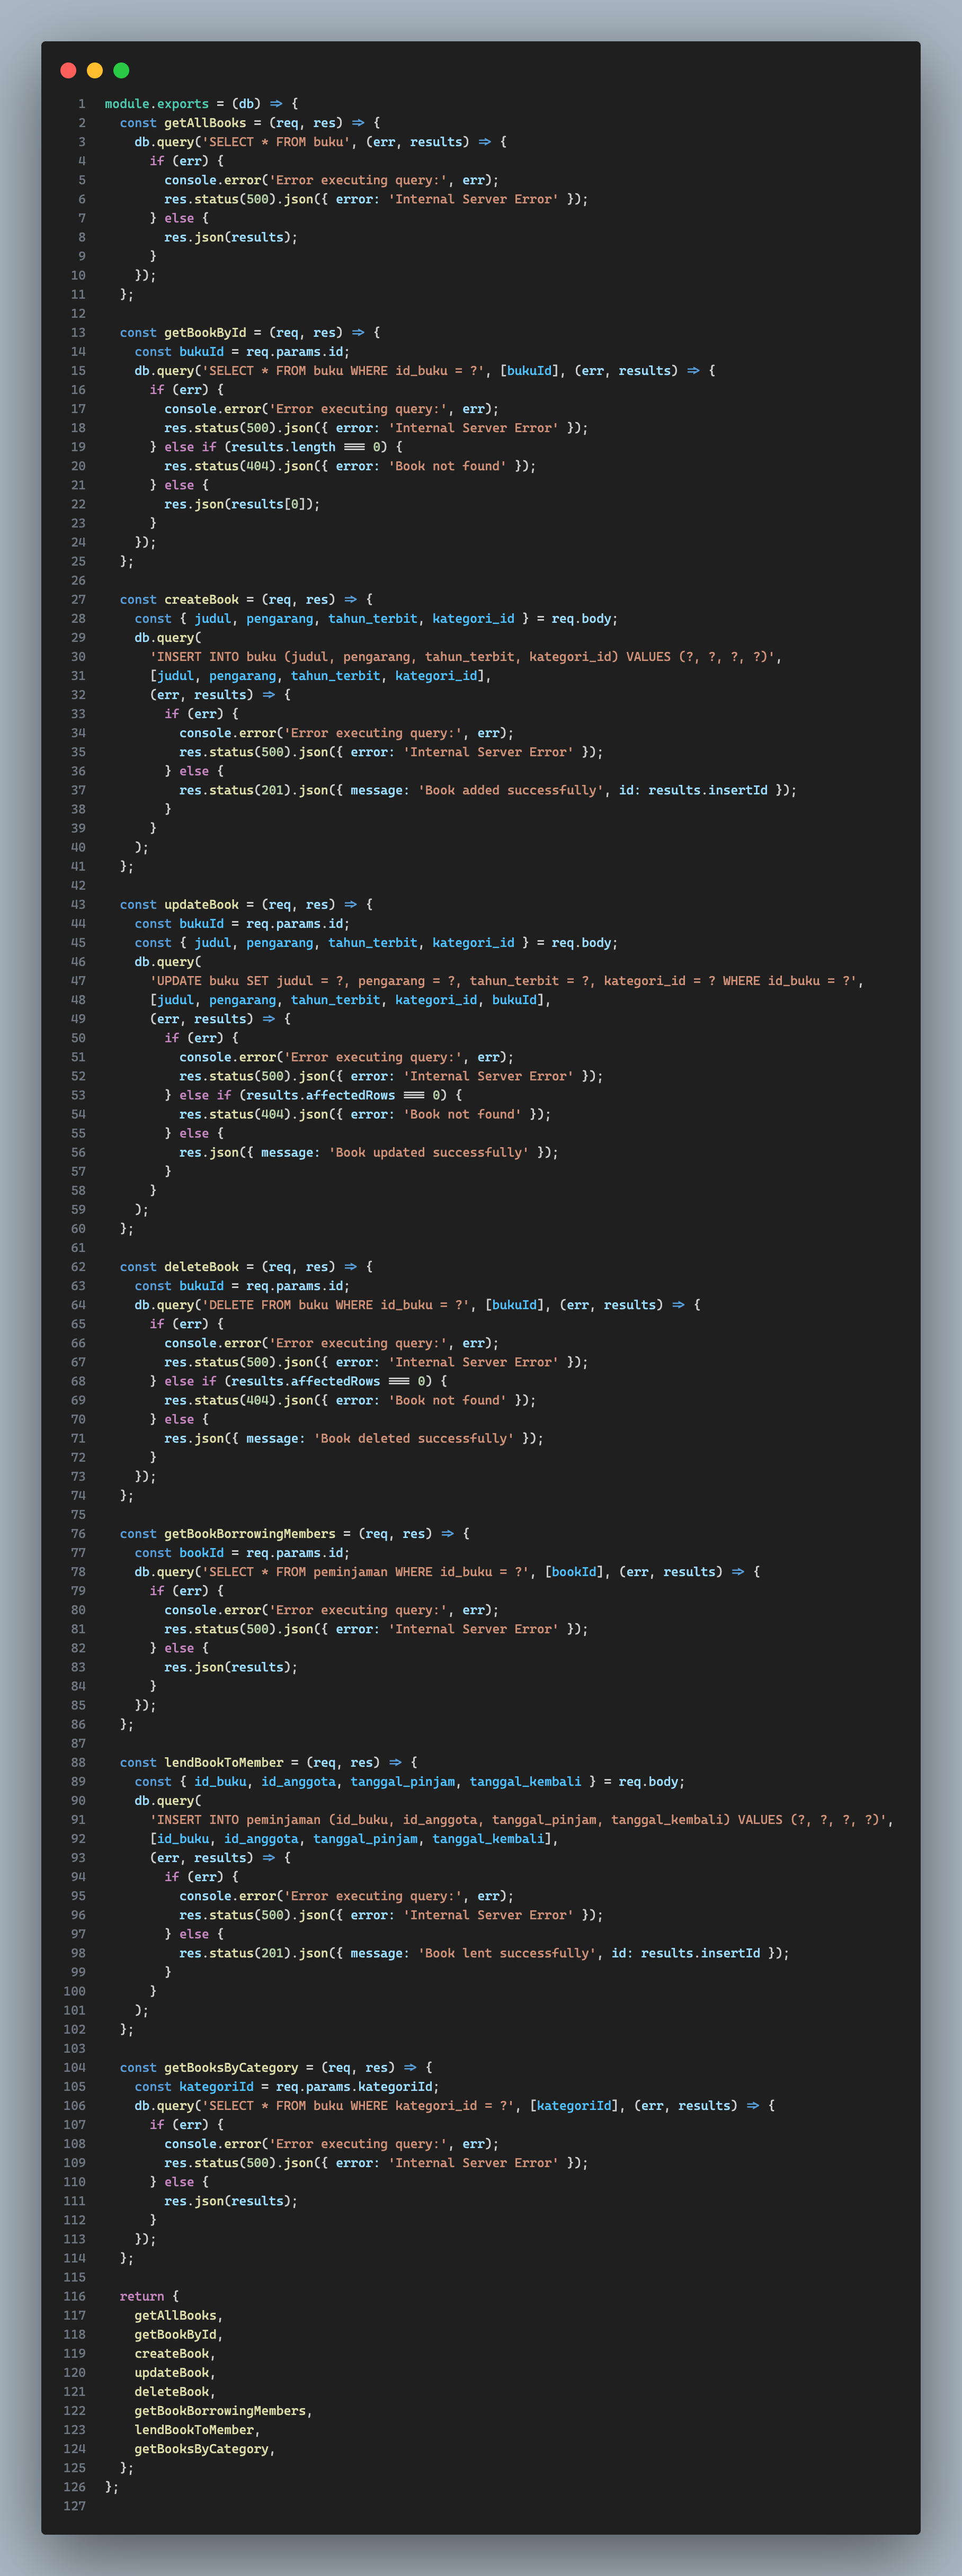 1 module.exports = (db) => {
2   const getAllBooks = (req, res) => {
3     db.query('SELECT * FROM buku', (err, results) => {
4       if (err) {
5         console.error('Error executing query:', err);
6         res.status(500).json({ error: 'Internal Server Error' });
7       } else {
8         res.json(results);
9       }
10     });
11   };
12
13   const getBookById = (req, res) => {
14     const bukuId = req.params.id;
15     db.query('SELECT * FROM buku WHERE id_buku = ?', [bukuId], (err, results) => {
16       if (err) {
17         console.error('Error executing query:', err);
18         res.status(500).json({ error: 'Internal Server Error' });
19       } else if (results.length === 0) {
20         res.status(404).json({ error: 'Book not found' });
21       } else {
22         res.json(results[0]);
23       }
24     });
25   };
26
27   const createBook = (req, res) => {
28     const { judul, pengarang, tahun_terbit, kategori_id } = req.body;
29     db.query(
30       'INSERT INTO buku (judul, pengarang, tahun_terbit, kategori_id) VALUES (?, ?, ?, ?)',
31       [judul, pengarang, tahun_terbit, kategori_id],
32       (err, results) => {
33         if (err) {
34           console.error('Error executing query:', err);
35           res.status(500).json({ error: 'Internal Server Error' });
36         } else {
37           res.status(201).json({ message: 'Book added successfully', id: results.insertId });
38         }
39       }
40     );
41   };
42
43   const updateBook = (req, res) => {
44     const bukuId = req.params.id;
45     const { judul, pengarang, tahun_terbit, kategori_id } = req.body;
46     db.query(
47       'UPDATE buku SET judul = ?, pengarang = ?, tahun_terbit = ?, kategori_id = ? WHERE id_buku = ?',
48       [judul, pengarang, tahun_terbit, kategori_id, bukuId],
49       (err, results) => {
50         if (err) {
51           console.error('Error executing query:', err);
52           res.status(500).json({ error: 'Internal Server Error' });
53         } else if (results.affectedRows === 0) {
54           res.status(404).json({ error: 'Book not found' });
55         } else {
56           res.json({ message: 'Book updated successfully' });
57         }
58       }
59     );
60   };
61
62   const deleteBook = (req, res) => {
63     const bukuId = req.params.id;
64     db.query('DELETE FROM buku WHERE id_buku = ?', [bukuId], (err, results) => {
65       if (err) {
66         console.error('Error executing query:', err);
67         res.status(500).json({ error: 'Internal Server Error' });
68       } else if (results.affectedRows === 0) {
69         res.status(404).json({ error: 'Book not found' });
70       } else {
71         res.json({ message: 'Book deleted successfully' });
72       }
73     });
74   };
75
76   const getBookBorrowingMembers = (req, res) => {
77     const bookId = req.params.id;
78     db.query('SELECT * FROM peminjaman WHERE id_buku = ?', [bookId], (err, results) => {
79       if (err) {
80         console.error('Error executing query:', err);
81         res.status(500).json({ error: 'Internal Server Error' });
82       } else {
83         res.json(results);
84       }
85     });
86   };
87
88   const lendBookToMember = (req, res) => {
89     const { id_buku, id_anggota, tanggal_pinjam, tanggal_kembali } = req.body;
90     db.query(
91       'INSERT INTO peminjaman (id_buku, id_anggota, tanggal_pinjam, tanggal_kembali) VALUES (?, ?, ?, ?)',
92       [id_buku, id_anggota, tanggal_pinjam, tanggal_kembali],
93       (err, results) => {
94         if (err) {
95           console.error('Error executing query:', err);
96           res.status(500).json({ error: 'Internal Server Error' });
97         } else {
98           res.status(201).json({ message: 'Book lent successfully', id: results.insertId });
99         }
100       }
101     );
102   };
103
104   const getBooksByCategory = (req, res) => {
105     const kategoriId = req.params.kategoriId;
106     db.query('SELECT * FROM buku WHERE kategori_id = ?', [kategoriId], (err, results) => {
107       if (err) {
108         console.error('Error executing query:', err);
109         res.status(500).json({ error: 'Internal Server Error' });
110       } else {
111         res.json(results);
112       }
113     });
114   };
115
116   return {
117     getAllBooks,
118     getBookById,
119     createBook,
120     updateBook,
121     deleteBook,
122     getBookBorrowingMembers,
123     lendBookToMember,
124     getBooksByCategory,
125   };
126 };
127